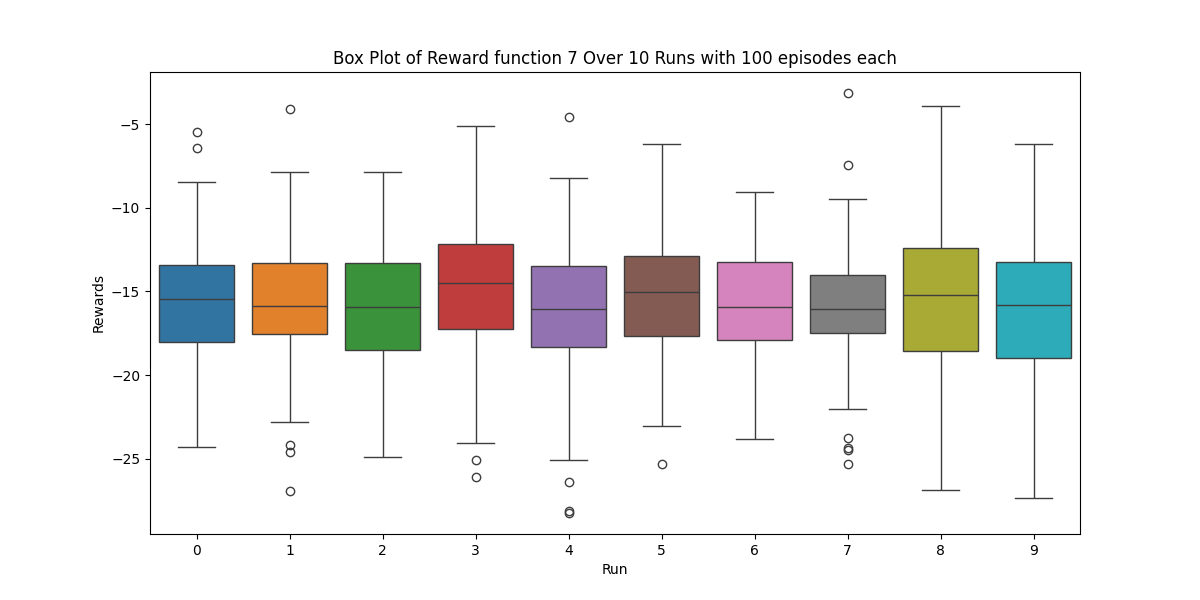 Box Plot of Reward function 7 Over 10 Runs with 100 episodes each
Rewards
−5
−10
−15
−20
−25
0 1 2 3 4 5 6 7 8 9
Run